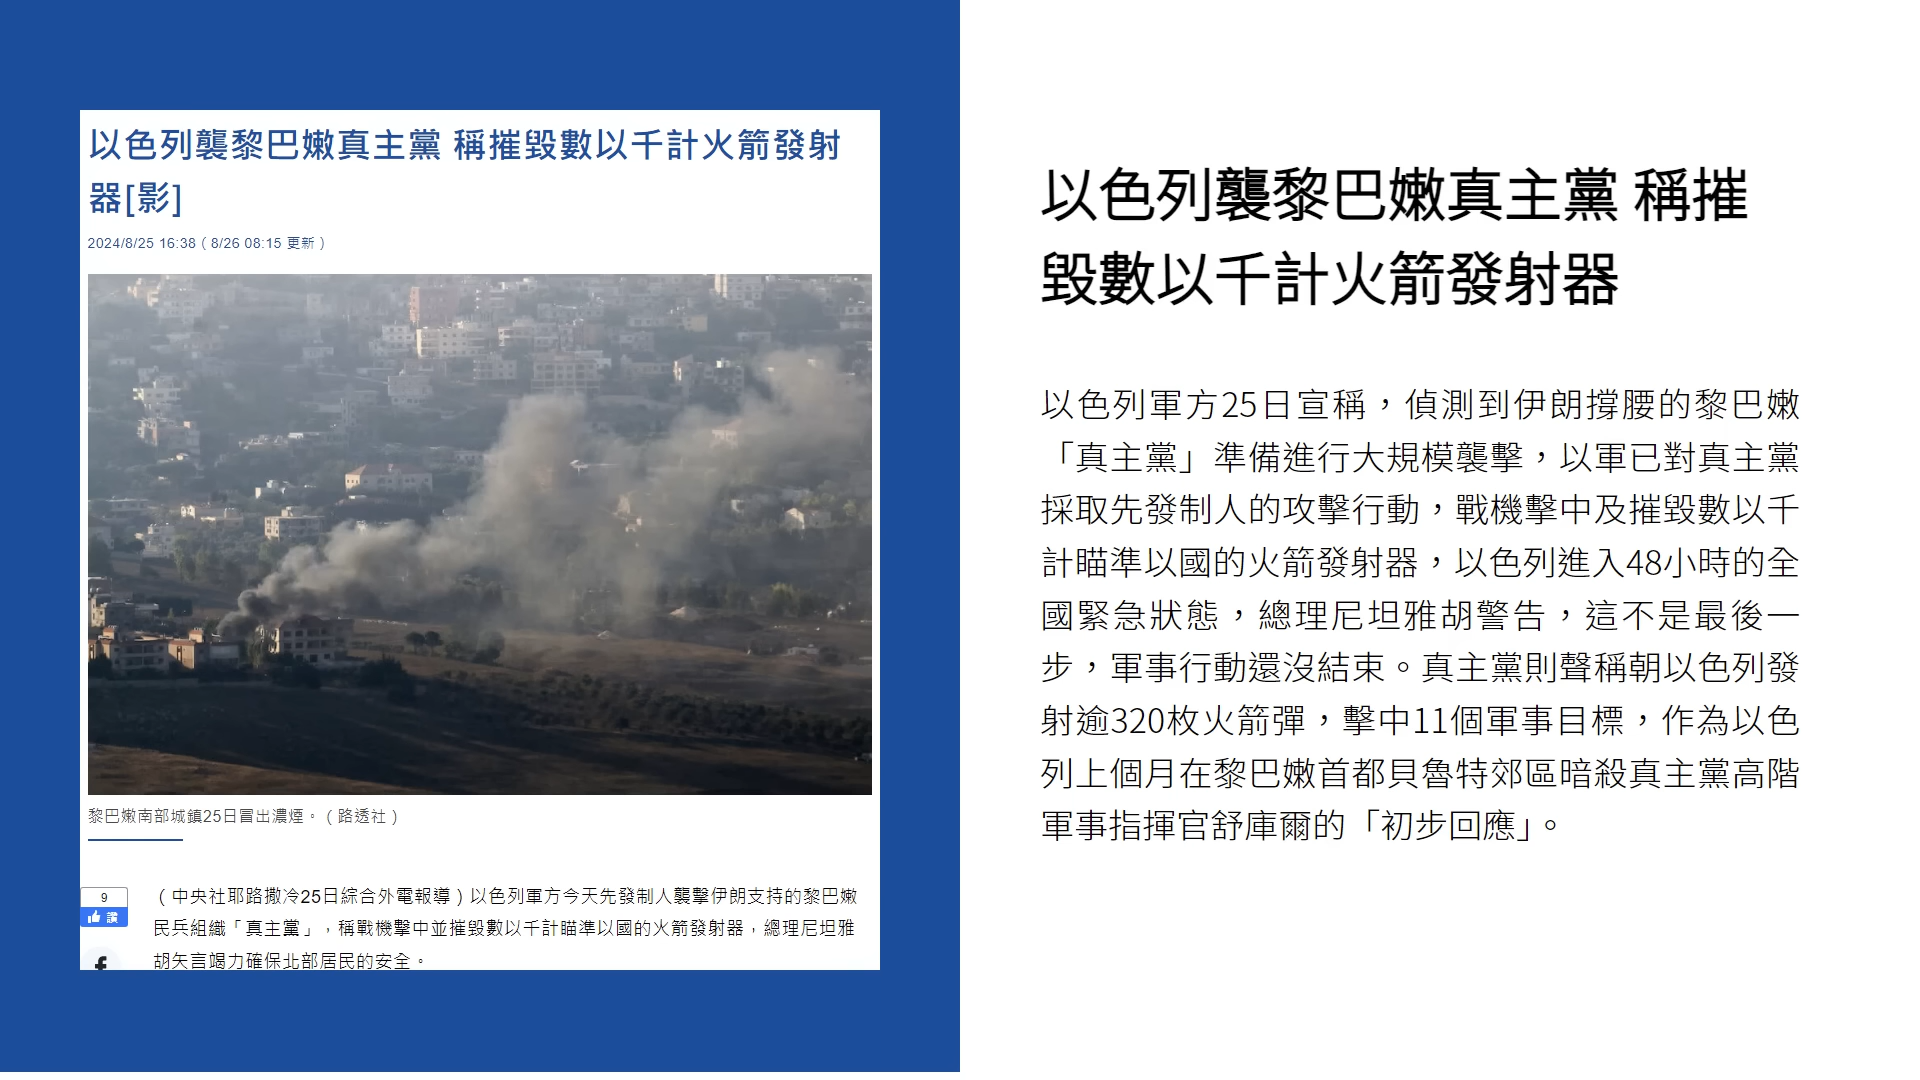 以色列襲黎巴嫩真主黨 稱摧毀數以千計火箭發射
器[影]
2024/8/25 16:38（8/26 08:15 更新）
黎巴嫩南部城鎮25日冒出濃煙。（路透社）
9
讚
（中央社耶路撒冷25日綜合外電報導）以色列軍方今天先發制人襲擊伊朗支持的黎巴嫩
民兵組織「真主黨」，稱戰機擊中並摧毀數以千計瞄準以國的火箭發射器，總理尼坦雅
胡矢言竭力確保北部居民的安全。
以色列襲黎巴嫩真主黨 稱摧
毀數以千計火箭發射器
以色列軍方25日宣稱，偵測到伊朗撐腰的黎巴嫩
「真主黨」準備進行大規模襲擊，以軍已對真主黨
採取先發制人的攻擊行動，戰機擊中及摧毀數以千
計瞄準以國的火箭發射器，以色列進入48小時的全
國緊急狀態，總理尼坦雅胡警告，這不是最後一
步，軍事行動還沒結束。真主黨則聲稱朝以色列發
射逾320枚火箭彈，擊中11個軍事目標，作為以色
列上個月在黎巴嫩首都貝魯特郊區暗殺真主黨高階
軍事指揮官舒庫爾的「初步回應」。